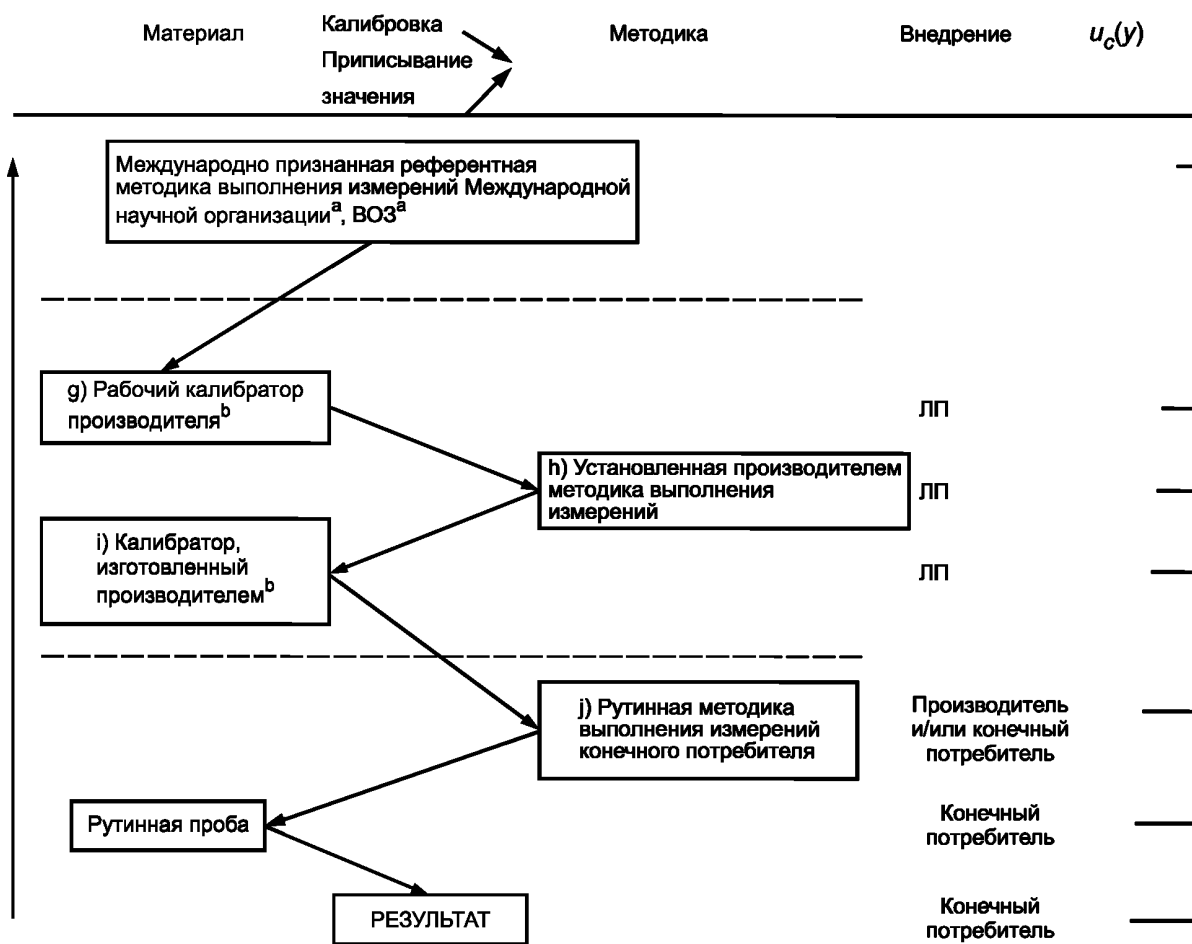 Материал
Калибровка
Приписывание
значения
Методика
Внедрение
u_c(y)
Международно признанная референтная
методика выполнения измерений Международной
научной организации^a, ВОЗ^a
g) Рабочий калибратор
производителя^b
ЛП
h) Установленная производителем
методика выполнения
измерений
ЛП
i) Калибратор,
изготовленный
производителем^b
ЛП
j) Рутинная методика
выполнения измерений
конечного потребителя
Производитель
и/или конечный
потребитель
Рутинная проба
Конечный
потребитель
РЕЗУЛЬТАТ
Конечный
потребитель